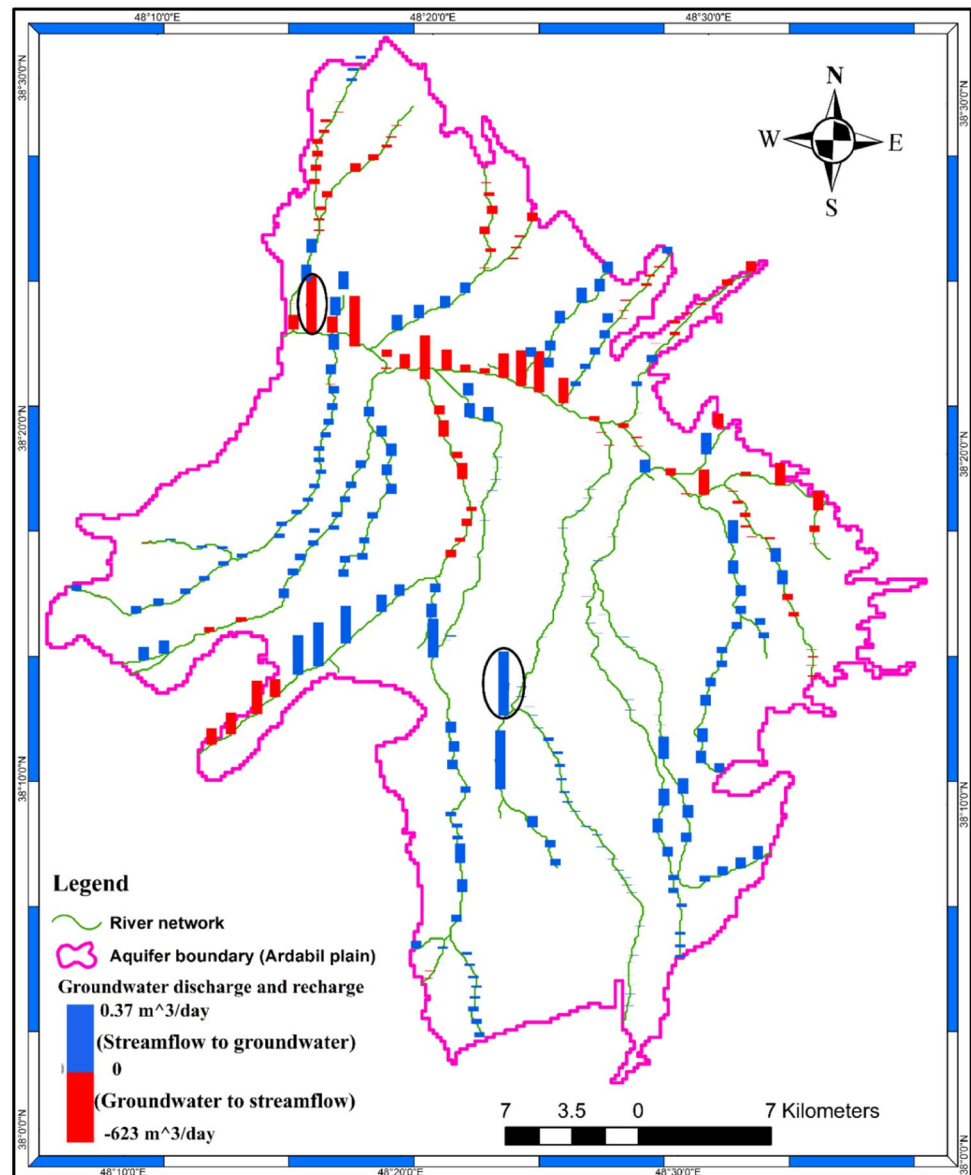 48°10'0"E
48°20'0"E
48°30'0"E
38°30'0"N
38°30'0"N
N
W
E
S
38°20'0"N
38°20'0"N
38°10'0"N
38°10'0"N
Legend
River network
Aquifer boundary (Ardabil plain)
Groundwater discharge and recharge
0.37 m^3/day
(Streamflow to groundwater)
0
(Groundwater to streamflow)
-623 m^3/day
7
3.5
0
7 Kilometers
38°0'0"N
38°0'0"N
48°10'0"E
48°20'0"E
48°30'0"E